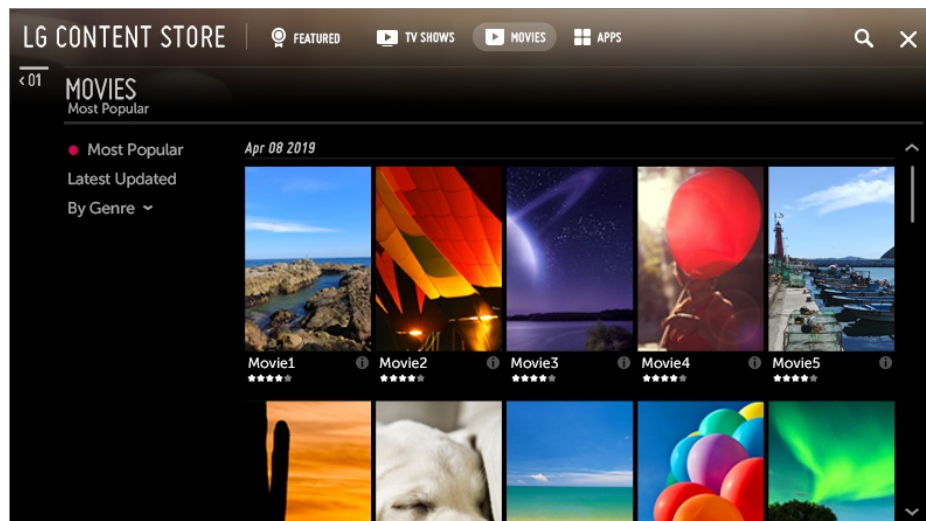 LG CONTENT STORE FEATURED TV SHOWS MOVIES APPS
<01
MOVIES
Most Popular
Most Popular
Latest Updated
By Genre
Apr 08 2019
Movie1 Movie2 Movie3 Movie4 Movie5